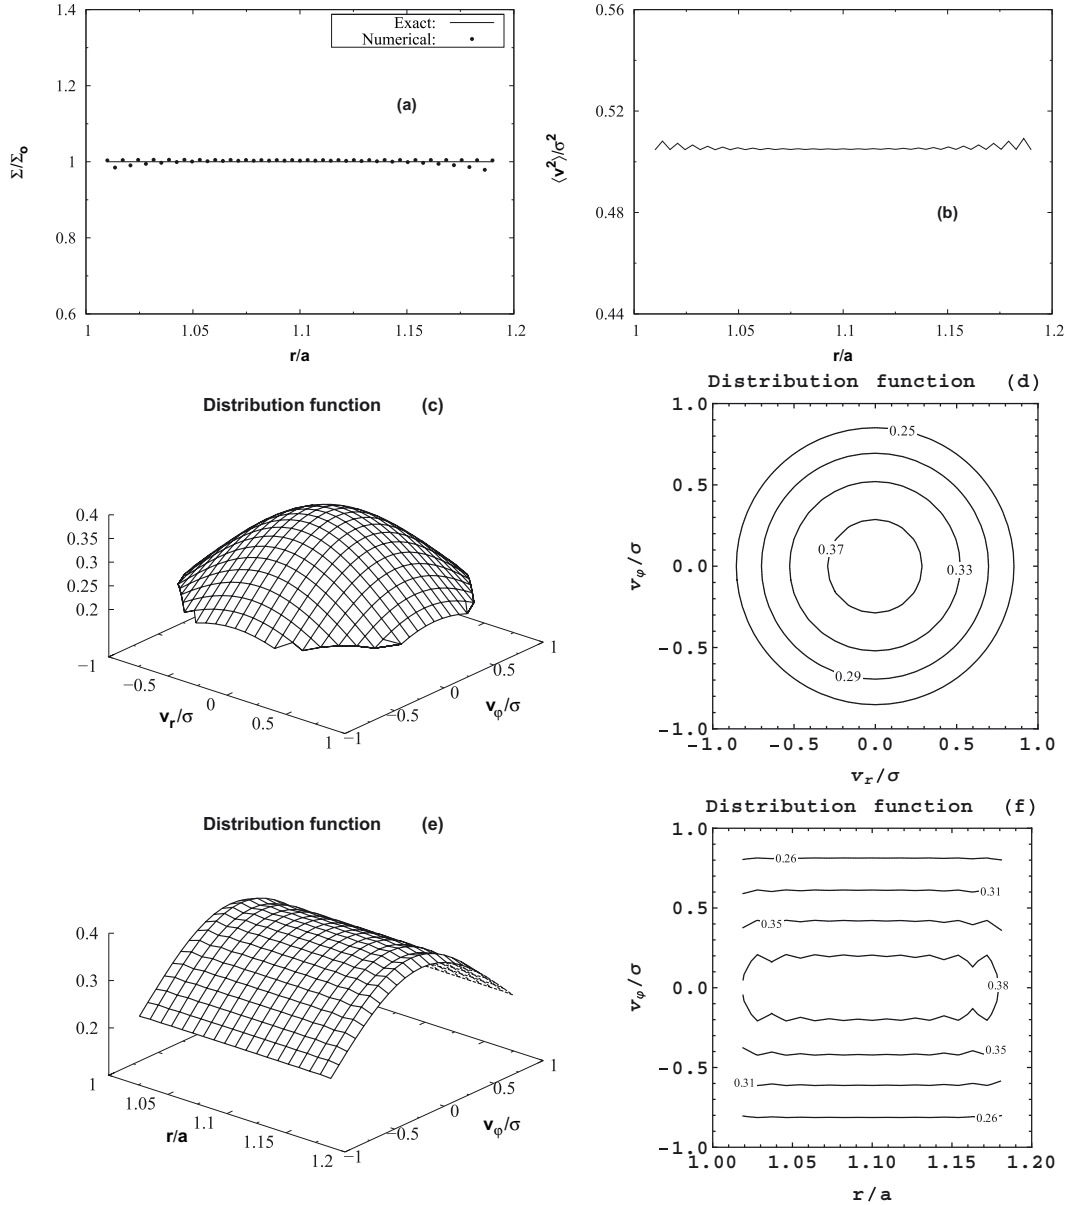 1.4
1.2
1
0.8
0.6
Σ/Σo
Exact:
Numerical:
(a)
1 1.05 1.1 1.15 1.2
r/a
0.56
0.52
0.48
0.44
⟨v²⟩/σ²
(b)
1 1.05 1.1 1.15 1.2
r/a
Distribution function (c)
0.4
0.35
0.3
0.25
0.2
−1 −0.5 0 0.5 1
vr/σ
−1 −0.5 0 0.5 1
vφ/σ
Distribution function (d)
1.0
0.5
0.0
-0.5
-1.0
vφ/σ
0.25
0.37
0.33
0.29
-1.0 -0.5 0.0 0.5 1.0
vr/σ
Distribution function (e)
0.4
0.3
0.2
1 1.05 1.1 1.15 1.2
r/a
−1 −0.5 0 0.5 1
vφ/σ
Distribution function (f)
1.0
0.5
0.0
-0.5
-1.0
vφ/σ
0.26
0.31
0.35
0.38
0.35
0.31
0.26
1.00 1.05 1.10 1.15 1.20
r/a